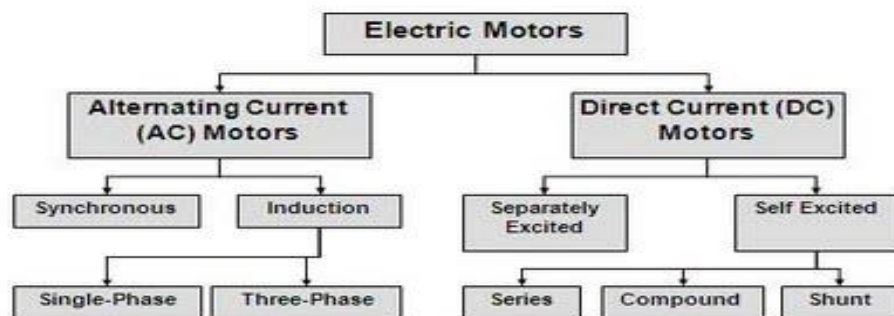 Electric Motors
Alternating Current
(AC) Motors
Direct Current (DC)
Motors
Synchronous
Induction
Separately
Excited
Self Excited
Single-Phase
Three-Phase
Series
Compound
Shunt